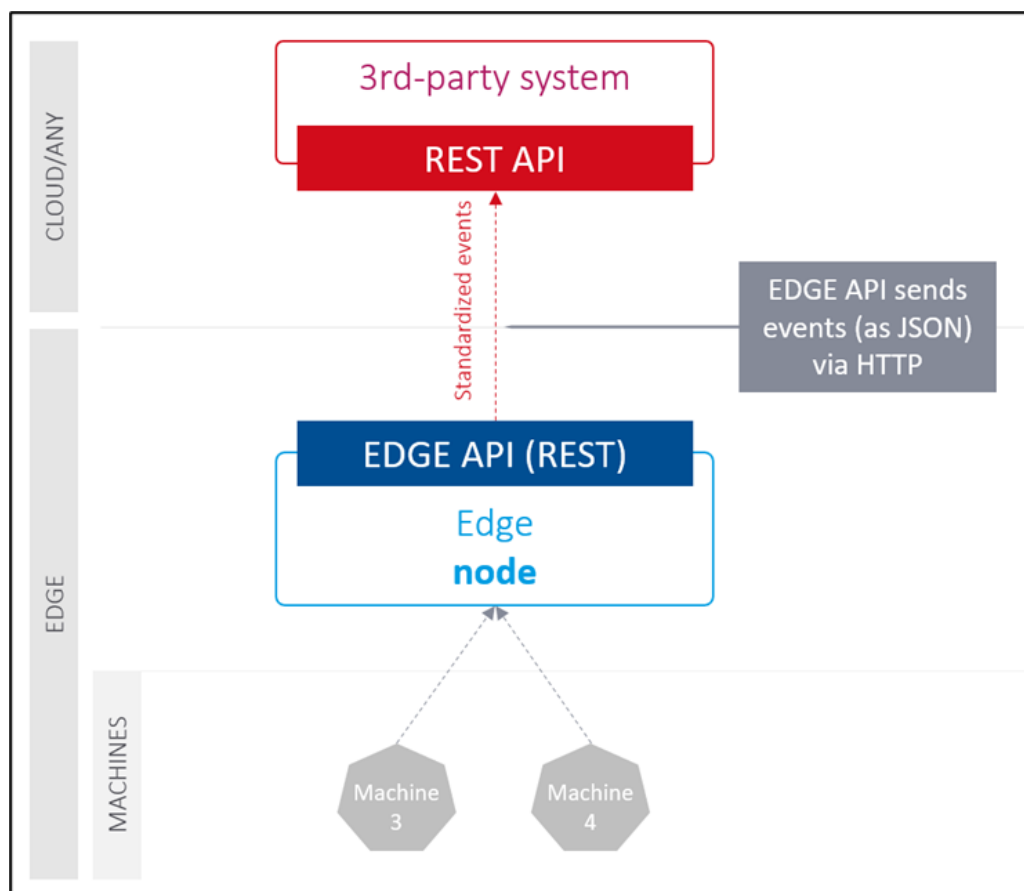 CLOUD/ANY
3rd-party system
REST API
Standardized events
EDGE API sends
events (as JSON)
via HTTP
EDGE
EDGE API (REST)
Edge
node
MACHINES
Machine
3
Machine
4